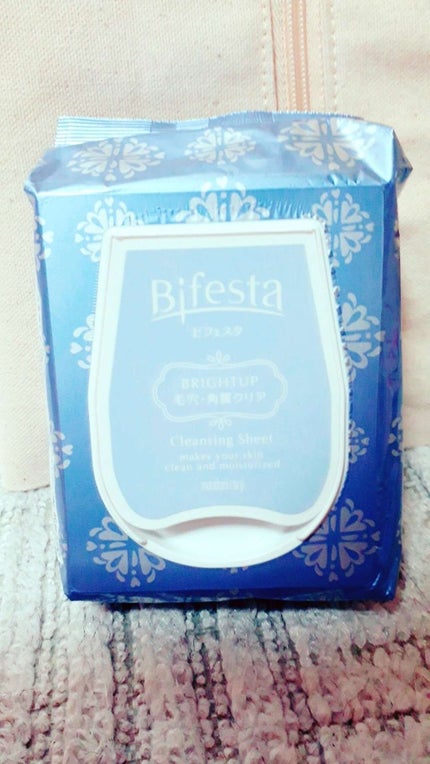 Bifesta
ビフェスタ
BRIGHTUP
毛穴・角質クリア
Cleansing Sheet
makes your skin
clean and moisturized
mandom corp.